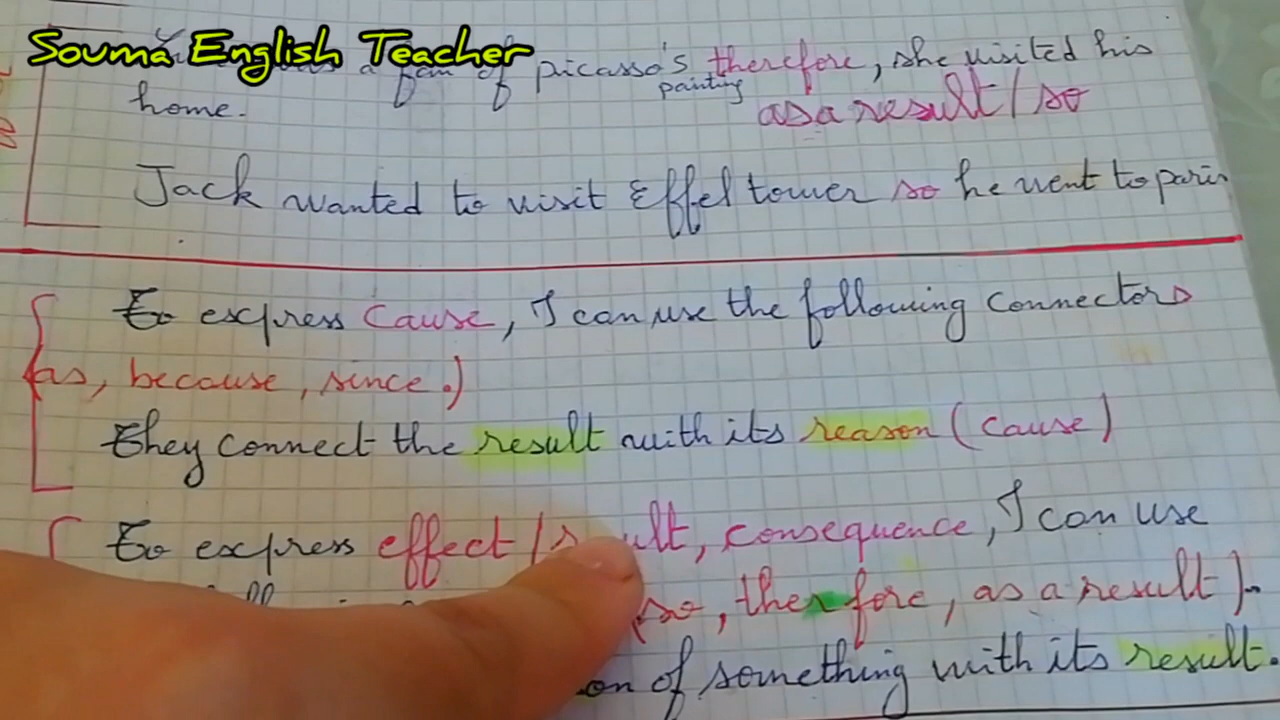 Souma English Teacher
a fan of picasso's therefore, she visited his
painting
home.
as a result / so
Jack wanted to visit Effel tower so he went to paris
To express cause, I can use the following connectors
(as, because, since.)
they connect the result with its reason (cause)
To express effect / result, consequence, I can use
(so, therefore, as a result).
of something with its result.